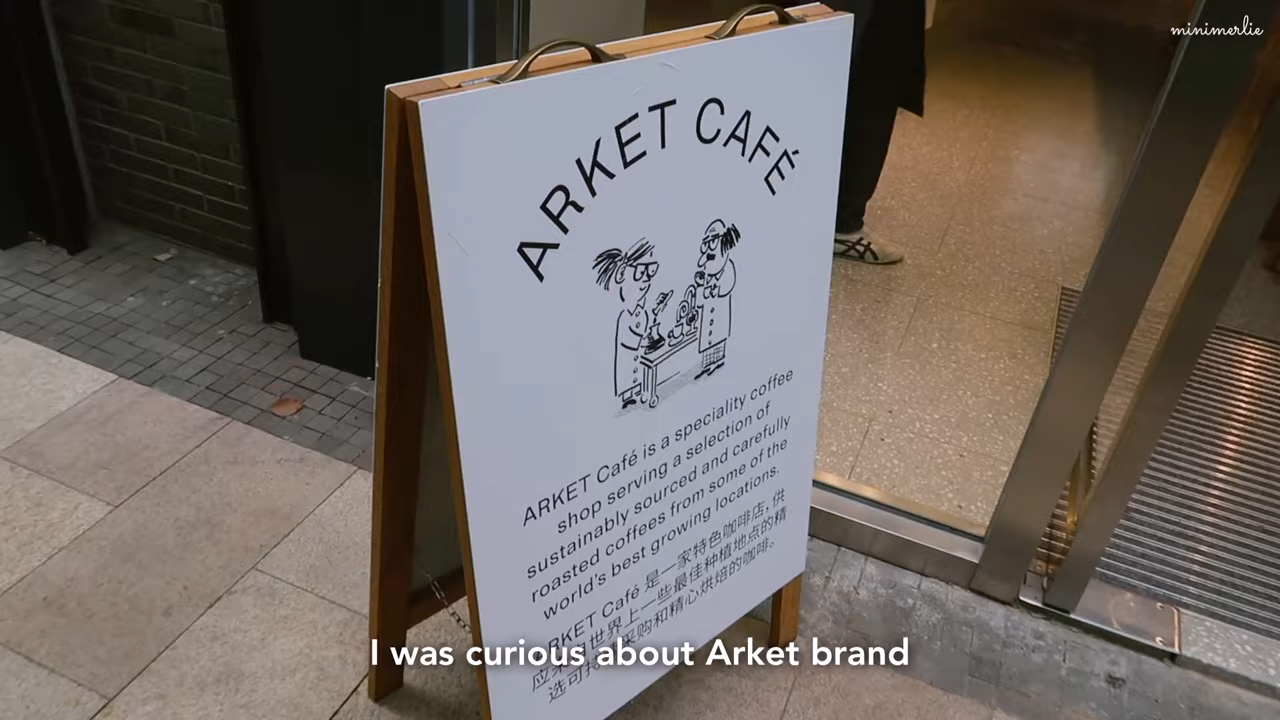 minimerlie
ARKET CAFÉ
ARKET Café is a speciality coffee
shop serving a selection of
sustainably sourced and carefully
roasted coffees from some of the
world's best growing locations.
ARKET Café 是一家特色咖啡店,供
应来自世界上一些最佳种植地点的精
选可持 采购和精心烘焙的咖啡。
I was curious about Arket brand